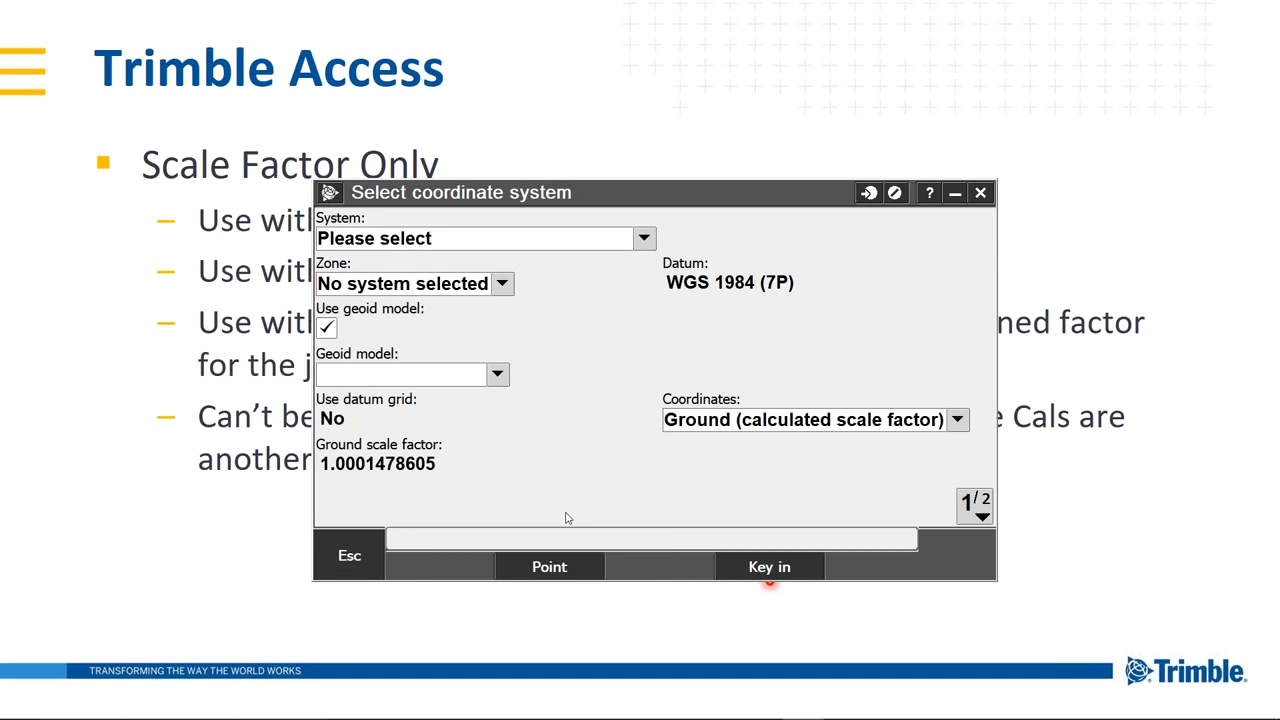 Trimble Access
Scale Factor Only
Select coordinate system
?
System:
Please select
Zone:
No system selected
Datum:
WGS 1984 (7P)
Use geoid model:
Geoid model:
Use datum grid:
No
Coordinates:
Ground (calculated scale factor)
Ground scale factor:
1.0001478605
1/2
Esc
Point
Key in
– Use
– Use
– Use
ned factor
for the
– Can't be
Cals are
another
TRANSFORMING THE WAY THE WORLD WORKS
Trimble